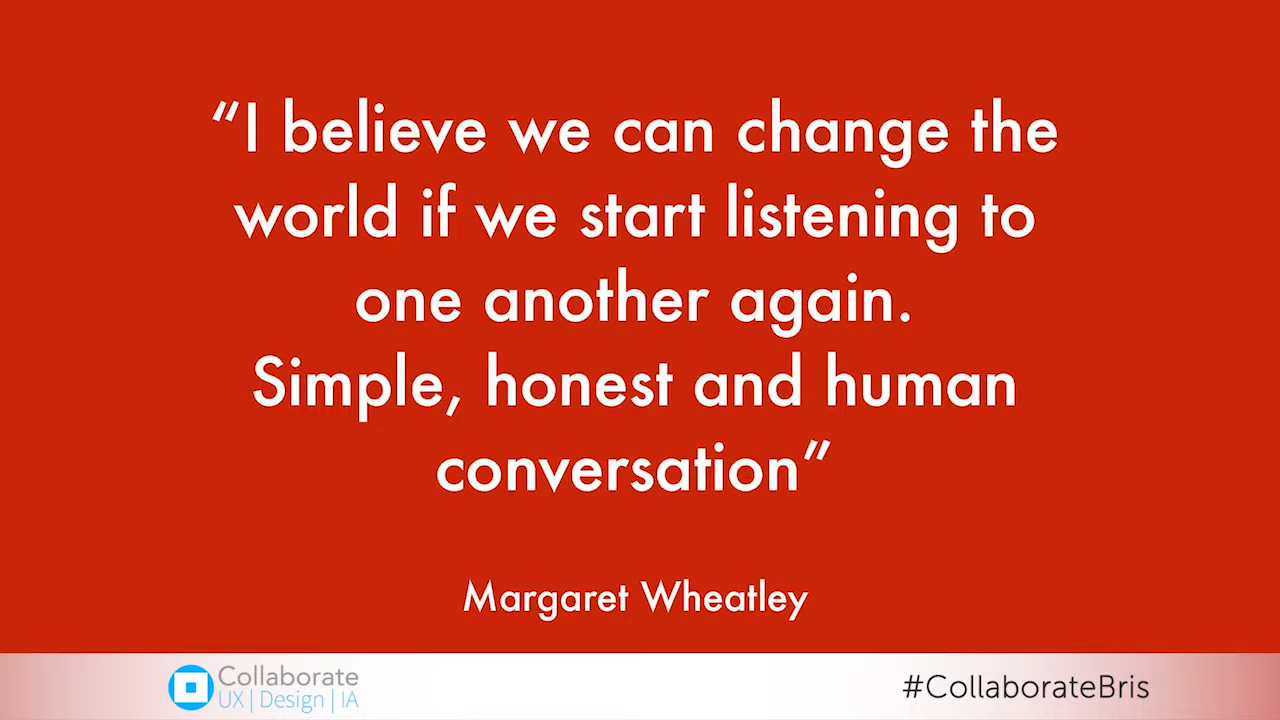 “I believe we can change the
world if we start listening to
one another again.
Simple, honest and human
conversation”
Margaret Wheatley
Collaborate
UX|Design|IA
#CollaborateBris